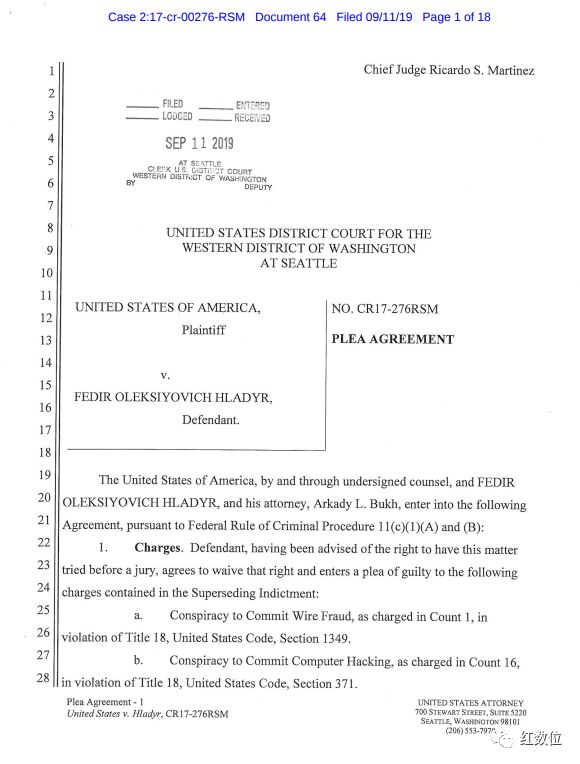 Case 2:17-cr-00276-RSM Document 64 Filed 09/11/19 Page 1 of 18
1
Chief Judge Ricardo S. Martinez
2
FILED ENTERED
3
LODGED RECEIVED
4
SEP 11 2019
5
AT SEATTLE
CLERK U.S. DISTRICT COURT
6
WESTERN DISTRICT OF WASHINGTON
BY DEPUTY
7
8
UNITED STATES DISTRICT COURT FOR THE
9
WESTERN DISTRICT OF WASHINGTON
AT SEATTLE
10
11
UNITED STATES OF AMERICA,
NO. CR17-276RSM
12
Plaintiff
13
PLEA AGREEMENT
14
v.
15
FEDIR OLEKSIYOVICH HLADYR,
16
Defendant.
17
18
19
The United States of America, by and through undersigned counsel, and FEDIR
20
OLEKSIYOVICH HLADYR, and his attorney, Arkady L. Bukh, enter into the following
21
Agreement, pursuant to Federal Rule of Criminal Procedure 11(c)(1)(A) and (B):
22
1. Charges. Defendant, having been advised of the right to have this matter
23
tried before a jury, agrees to waive that right and enters a plea of guilty to the following
24
charges contained in the Superseding Indictment:
25
a. Conspiracy to Commit Wire Fraud, as charged in Count 1, in
26
violation of Title 18, United States Code, Section 1349.
27
b. Conspiracy to Commit Computer Hacking, as charged in Count 16,
28
in violation of Title 18, United States Code, Section 371.
Plea Agreement - 1
United States v. Hladyr, CR17-276RSM
UNITED STATES ATTORNEY
700 STEWART STREET, SUITE 5220
SEATTLE, WASHINGTON 98101
(206)
红数位